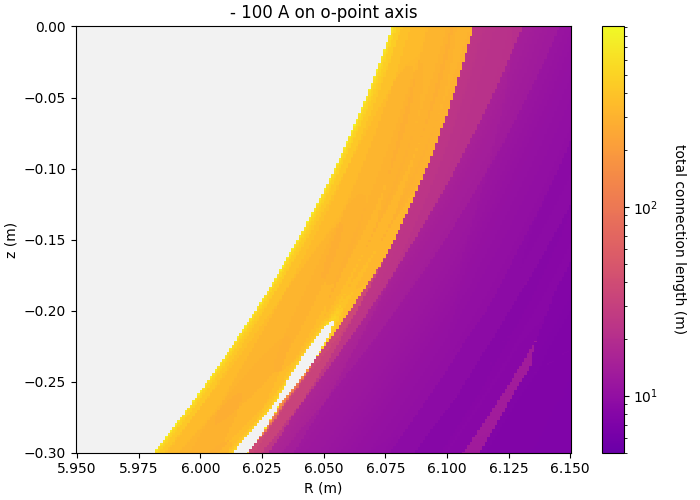 - 100 A on o-point axis
0.00
−0.05
−0.10
−0.15
−0.20
−0.25
−0.30
z (m)
5.950 5.975 6.000 6.025 6.050 6.075 6.100 6.125 6.150
R (m)
10²
10¹
total connection length (m)